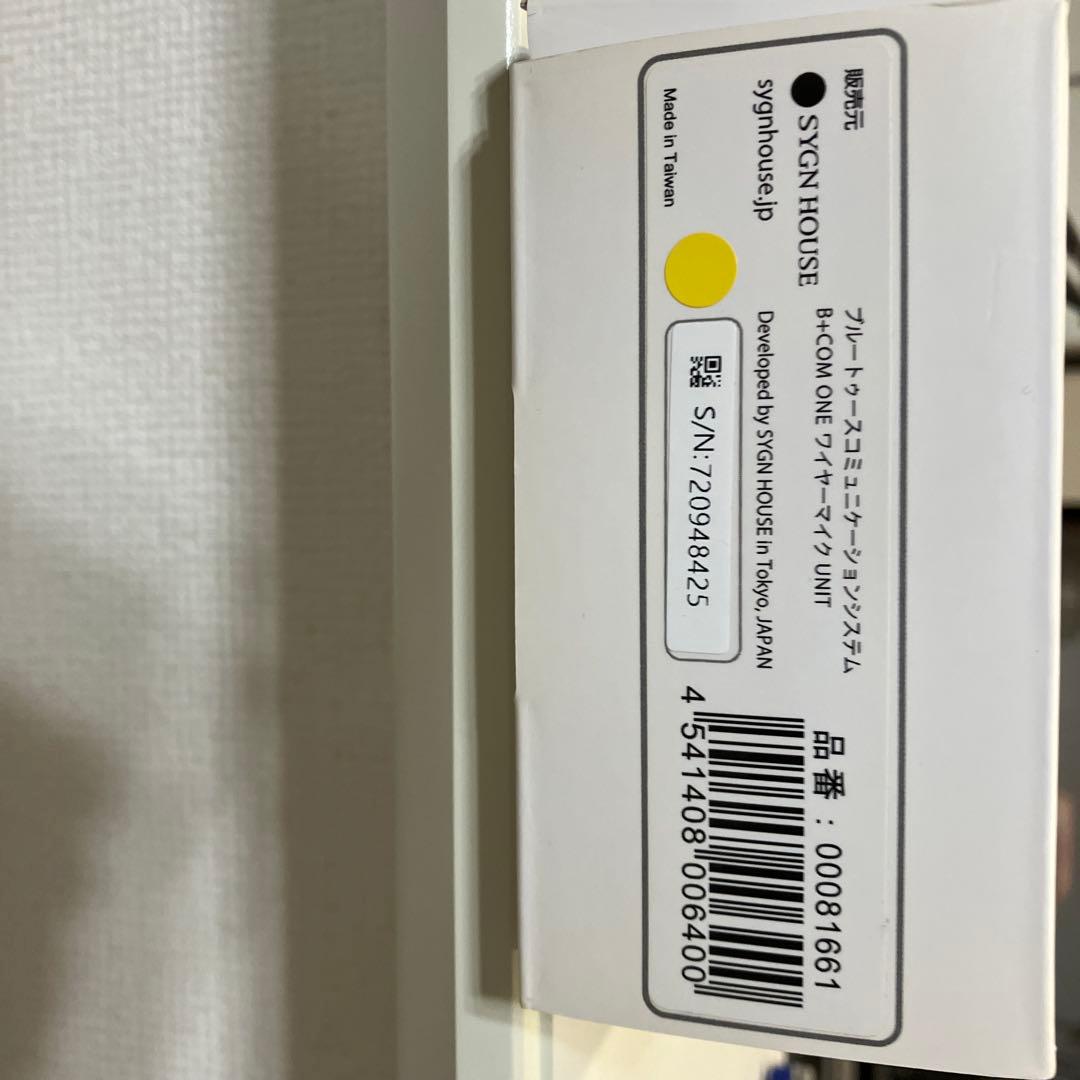 販売元
SYGN HOUSE
sygnhouse.jp
Made in Taiwan
ブルートゥースコミュニケーションシステム
B+COM ONE ワイヤーマイク UNIT
Developed by SYGN HOUSE in Tokyo, JAPAN
S/N:720948425
品番：00081661
4 541408 006400